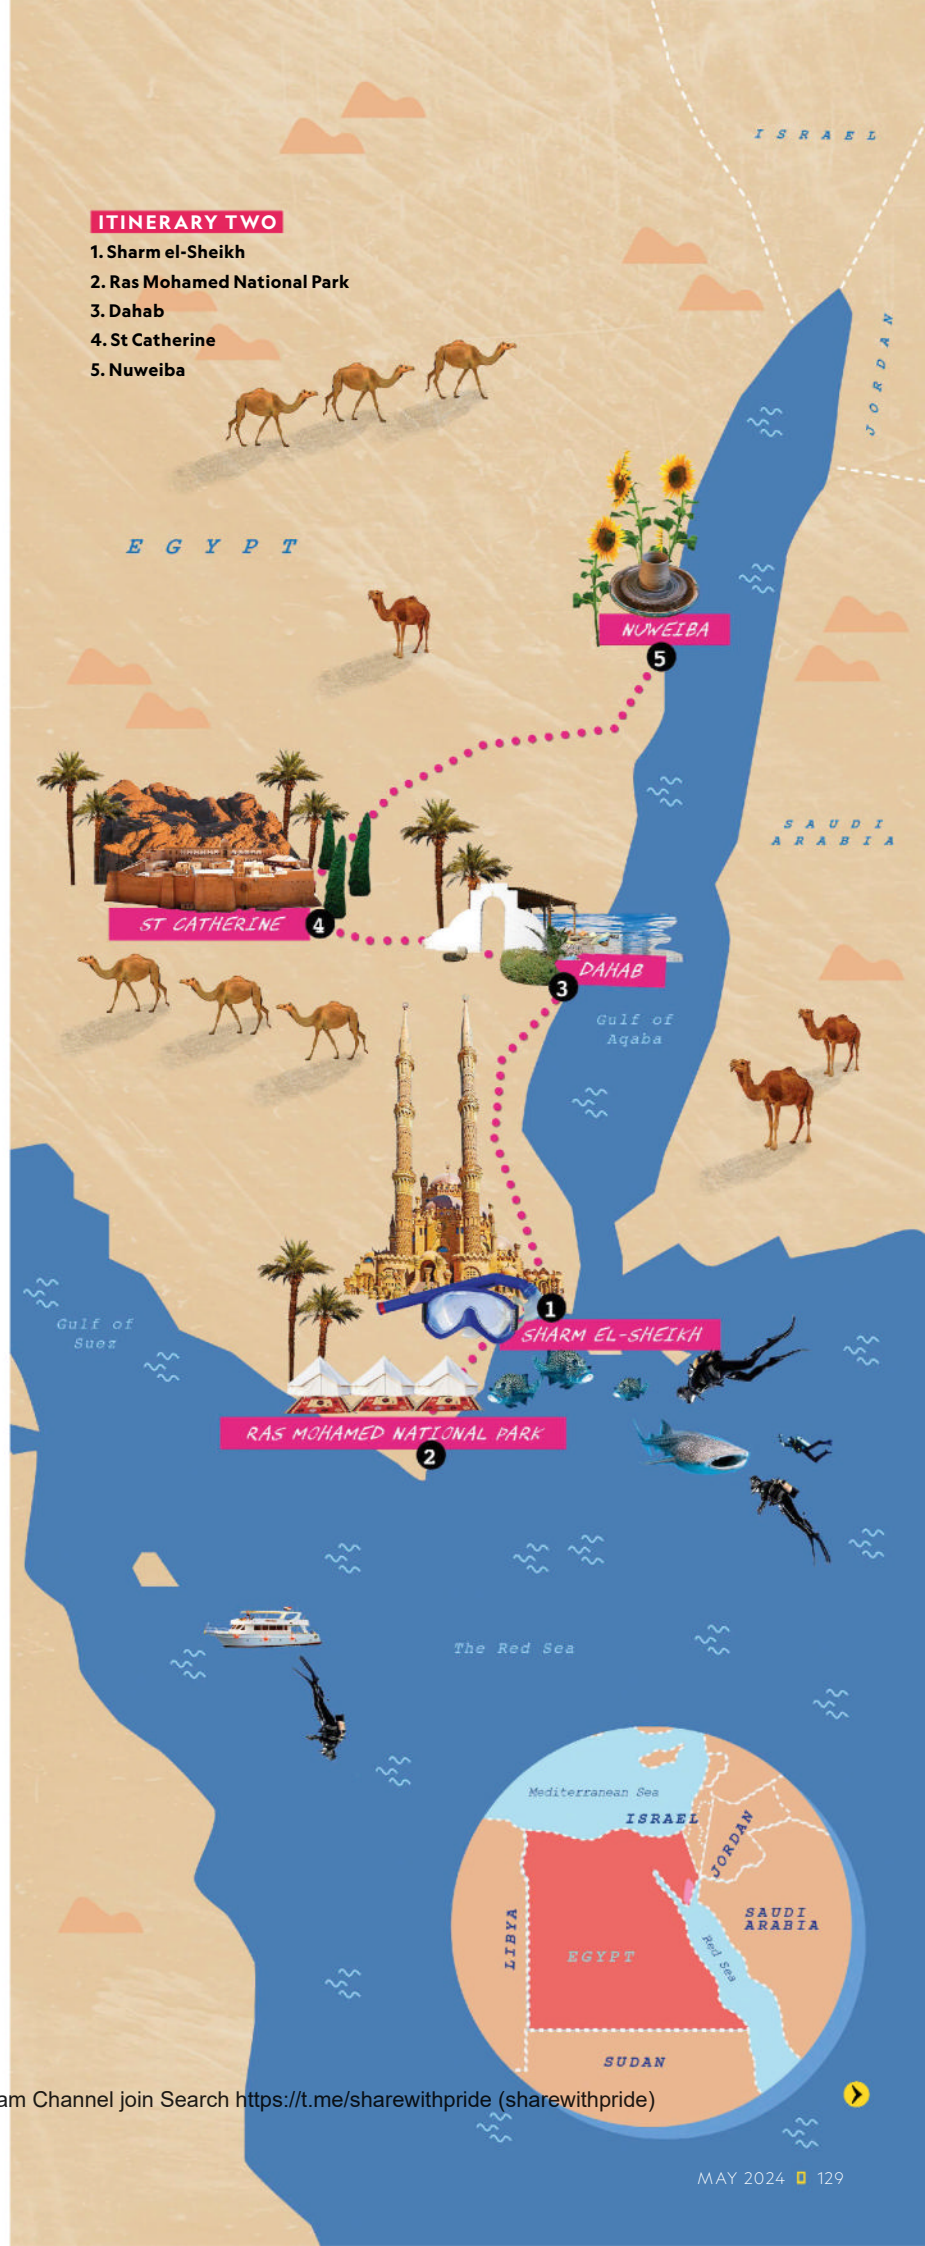 ISRAEL
ITINERARY TWO
1. Sharm el-Sheikh
2. Ras Mohamed National Park
3. Dahab
4. St Catherine
5. Nuweiba
JORDAN
EGYPT
NUWEIBA
5
SAUDI
ARABIA
ST CATHERINE
4
DAHAB
3
Gulf of
Aqaba
1
SHARM EL-SHEIKH
Gulf of
Suez
RAS MOHAMED NATIONAL PARK
2
The Red Sea
Mediterranean Sea
ISRAEL
JORDAN
LIBYA
SAUDI
ARABIA
EGYPT
Red Sea
SUDAN
am Channel join Search https://t.me/sharewithpride (sharewithpride)
MAY 2024 129